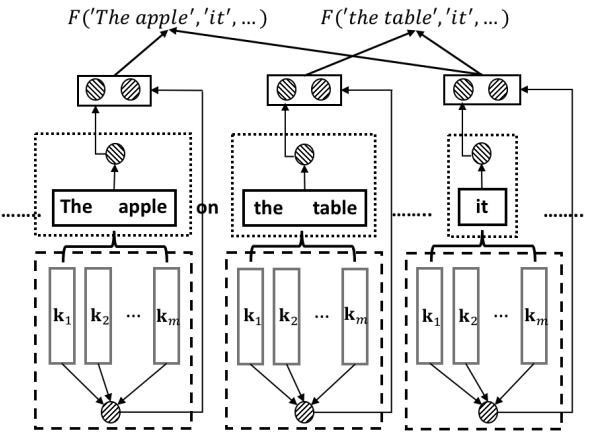 F('The apple','it',...) F('the table','it',...)
........ The apple on the table ........ it ........
k1 k2 ... km k1 k2 ... km k1 k2 ... km